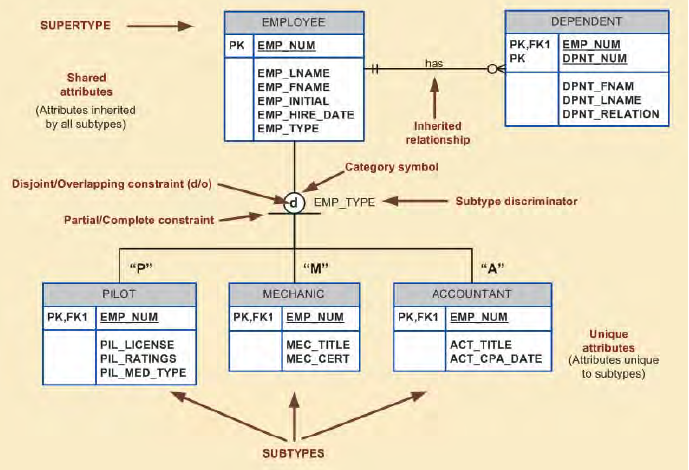 SUPERTYPE
EMPLOYEE
PK
EMP_NUM
EMP_LNAME
EMP_FNAME
EMP_INITIAL
EMP_HIRE_DATE
EMP_TYPE
has
DEPENDENT
PK,FK1
EMP_NUM
PK
DPNT_NUM
DPNT_FNAM
DPNT_LNAME
DPNT_RELATION
Shared
attributes
(Attributes inherited
by all subtypes)
Inherited
relationship
Category symbol
Disjoint/Overlapping constraint (d/o)
d
EMP_TYPE
Subtype discriminator
Partial/Complete constraint
“P”
“M”
“A”
PILOT
PK,FK1
EMP_NUM
PIL_LICENSE
PIL_RATINGS
PIL_MED_TYPE
MECHANIC
PK,FK1
EMP_NUM
MEC_TITLE
MEC_CERT
ACCOUNTANT
PK,FK1
EMP_NUM
ACT_TITLE
ACT_CPA_DATE
Unique
attributes
(Attributes unique
to subtypes)
SUBTYPES